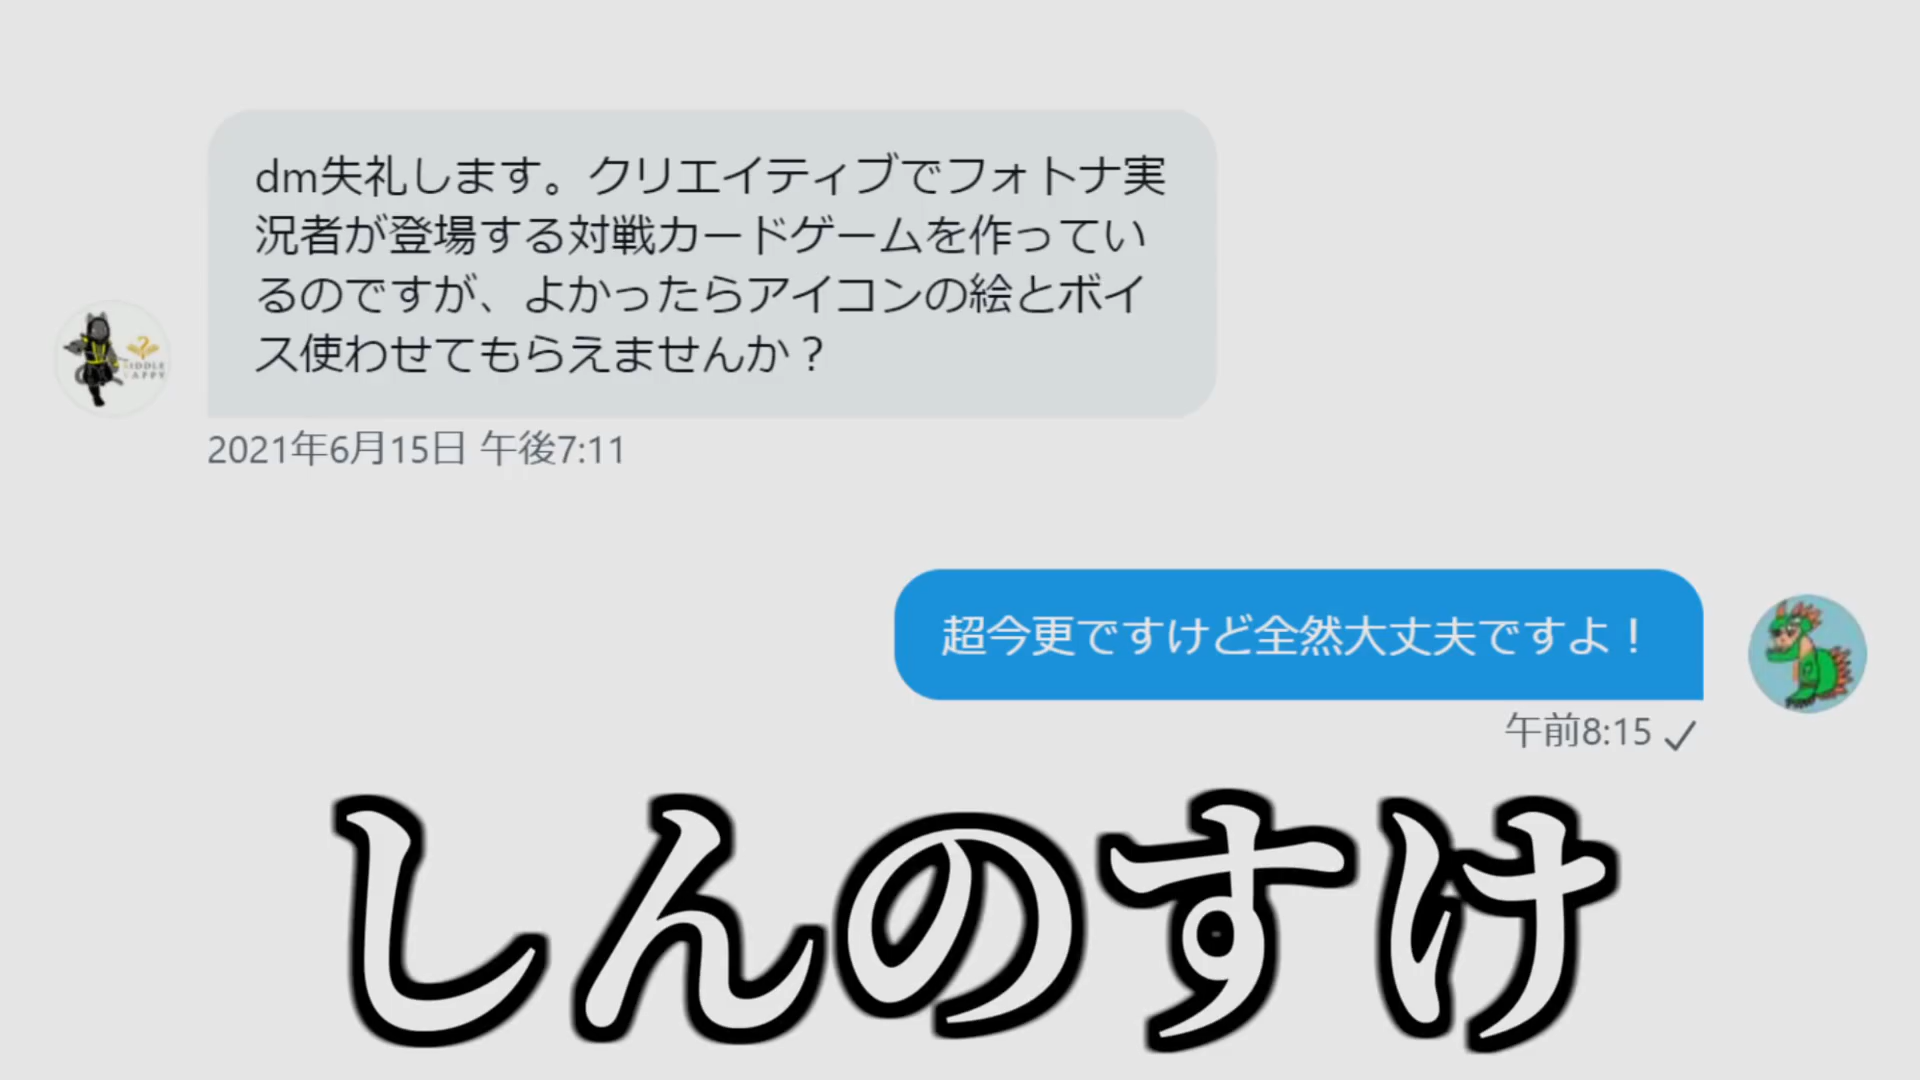 dm失礼します。クリエイティブでフォトナ実
況者が登場する対戦カードゲームを作ってい
るのですが、よかったらアイコンの絵とボイ
ス使わせてもらえませんか？
2021年6月15日 午後7:11
超今更ですけど全然大丈夫ですよ！
午前8:15
しんのすけ